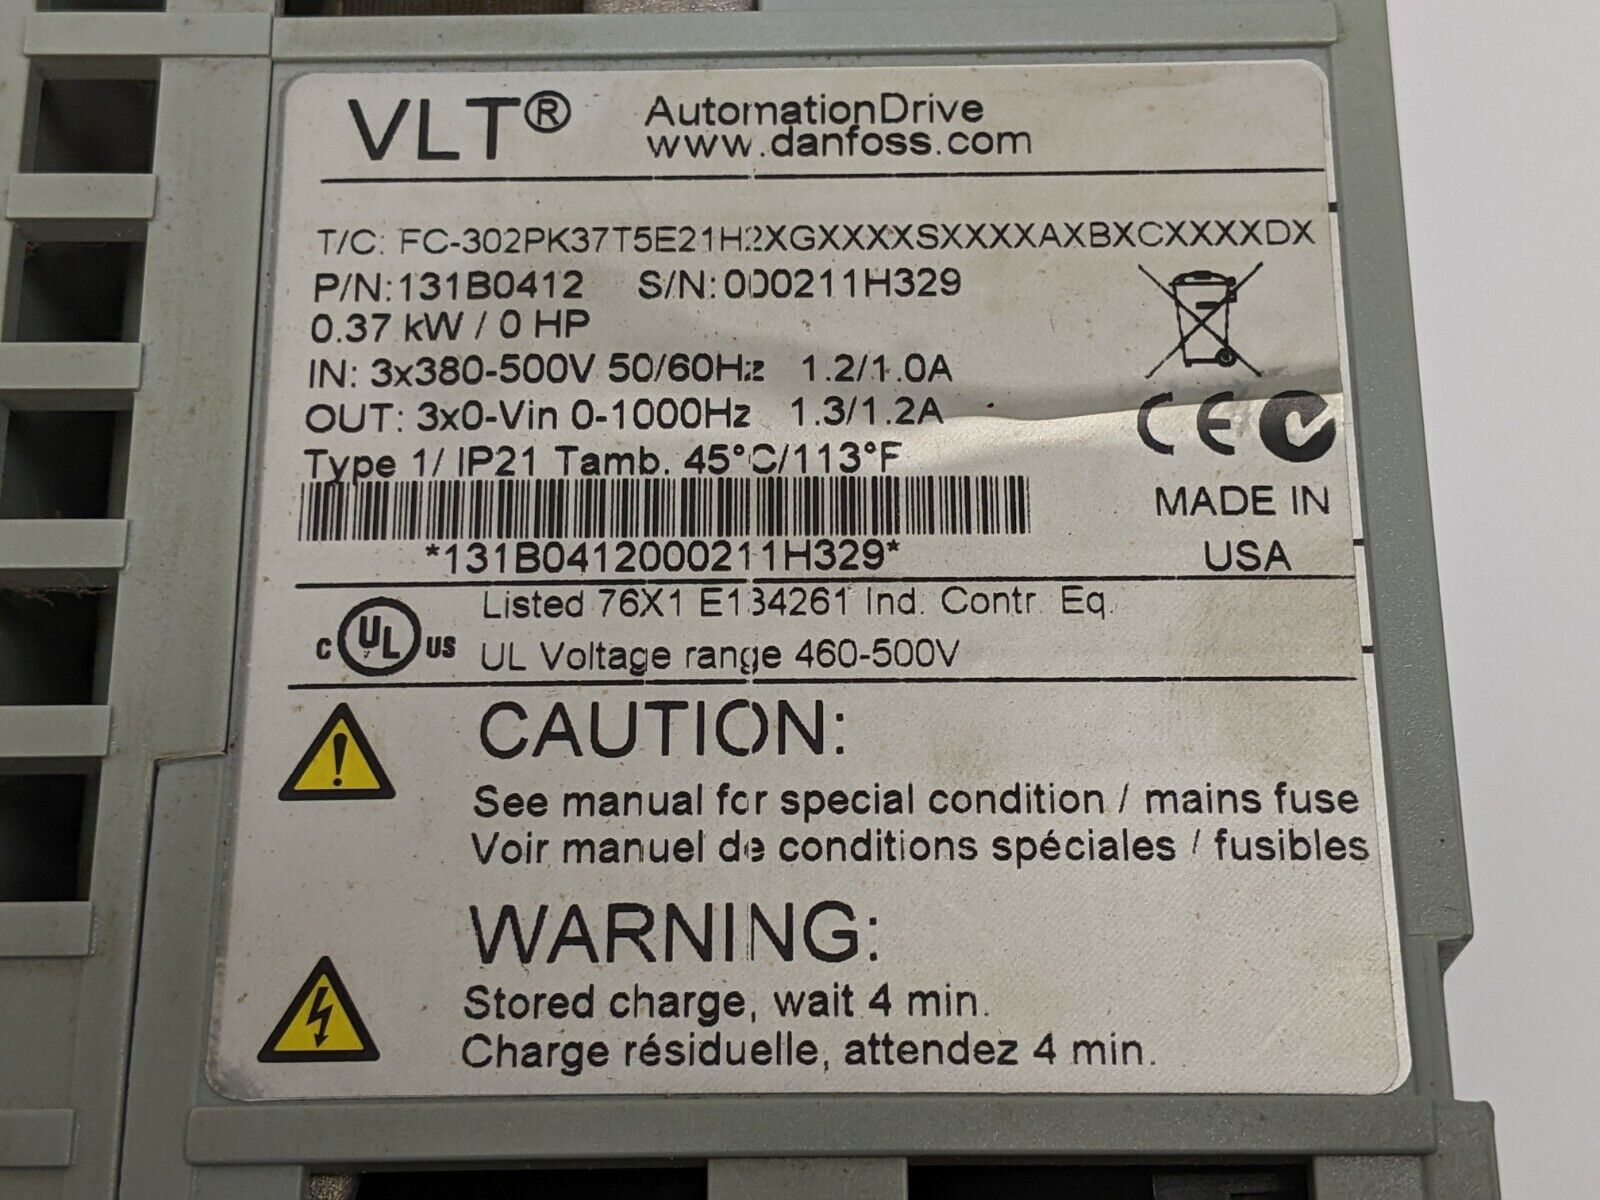 VLT® AutomationDrive
www.danfoss.com
T/C: FC-302PK37T5E21H2XGXXXXSXXXXAXBXCXXXXDX
P/N:131B0412 S/N:000211H329
0.37 kW / 0 HP
IN: 3x380-500V 50/60Hz 1.2/1.0A
OUT: 3x0-Vin 0-1000Hz 1.3/1.2A
Type 1/ IP21 Tamb. 45°C/113°F
*131B0412000211H329*
CE
MADE IN
USA
c UL us
Listed 76X1 E134261 Ind. Contr. Eq.
UL Voltage range 460-500V
CAUTION:
See manual for special condition / mains fuse
Voir manuel de conditions spéciales / fusibles
WARNING:
Stored charge, wait 4 min.
Charge résiduelle, attendez 4 min.